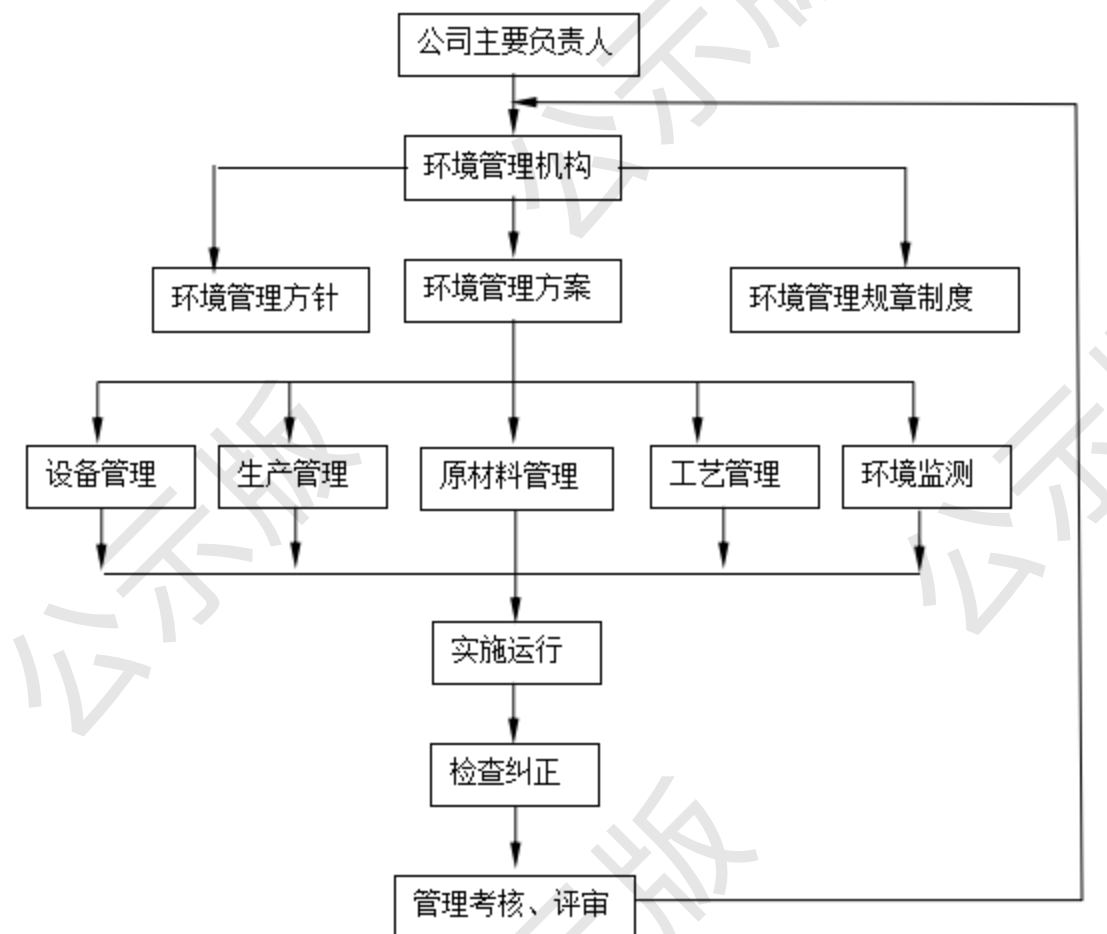 公司主要负责人
环境管理机构
环境管理方针
环境管理方案
环境管理规章制度
设备管理
生产管理
原材料管理
工艺管理
环境监测
实施运行
检查纠正
管理考核、评审
公示版
公示版
公示版
公示版